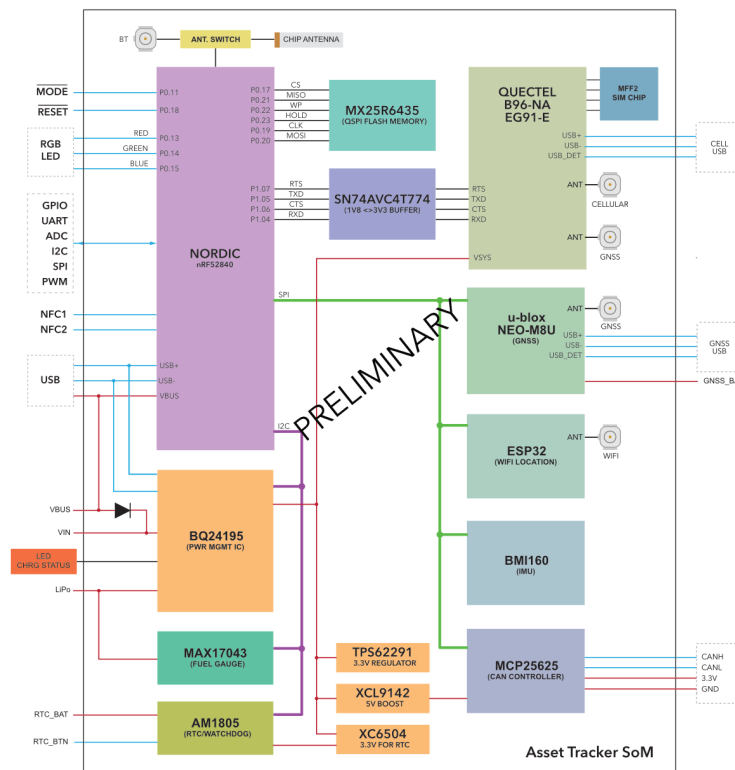 BT
ANT. SWITCH
CHIP ANTENNA
MODE
RESET
RGB
LED
RED
GREEN
BLUE
GPIO
UART
ADC
I2C
SPI
PWM
NFC1
NFC2
USB
P0.11
P0.18
P0.13
P0.14
P0.15
NORDIC
nRF52840
USB+
USB-
VBUS
P0.17
P0.21
P0.22
P0.23
P0.19
P0.20
CS
MISO
WP
HOLD
CLK
MOSI
MX25R6435
(QSPI FLASH MEMORY)
P1.07
P1.05
P1.06
P1.04
RTS
TXD
CTS
RXD
SN74AVC4T774
(1V8 <>3V3 BUFFER)
QUECTEL
B96-NA
EG91-E
RTS
TXD
CTS
RXD
VSYS
USB+
USB-
USB_DET
ANT
ANT
MFF2
SIM CHIP
CELL
USB
CELLULAR
GNSS
SPI
I2C
PRELIMINARY
u-blox
NEO-M8U
(GNSS)
ANT
GNSS
USB+
USB-
USB_DET
GNSS
USB
GNSS_BA
ESP32
(WIFI LOCATION)
ANT
WIFI
BMI160
(IMU)
MCP25625
(CAN CONTROLLER)
CANH
CANL
3.3V
GND
VBUS
VIN
LED
CHRG STATUS
LiPo
BQ24195
(PWR MGMT IC)
MAX17043
(FUEL GAUGE)
RTC_BAT
RTC_BTN
AM1805
(RTC/WATCHDOG)
TPS62291
3.3V REGULATOR
XCL9142
5V BOOST
XC6504
3.3V FOR RTC
Asset Tracker SoM